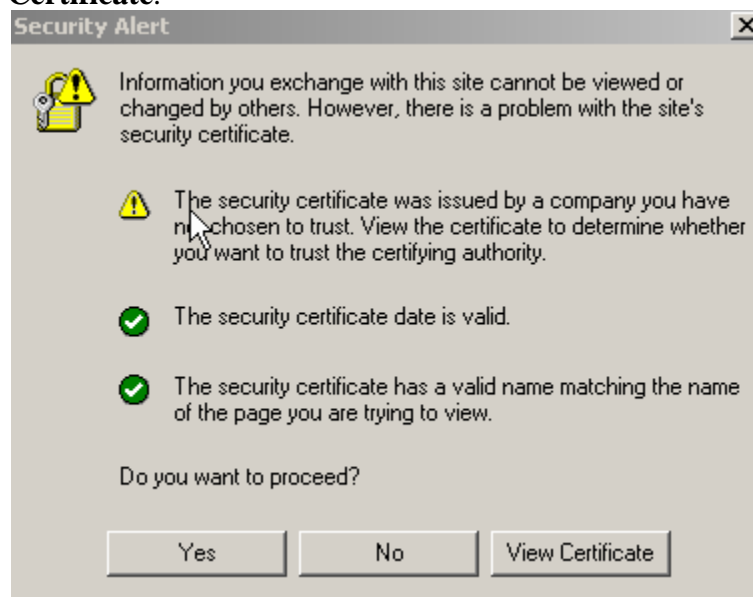 Certificate.
Security Alert
Information you exchange with this site cannot be viewed or
changed by others. However, there is a problem with the site's
security certificate.
The security certificate was issued by a company you have
not chosen to trust. View the certificate to determine whether
you want to trust the certifying authority.
The security certificate date is valid.
The security certificate has a valid name matching the name
of the page you are trying to view.
Do you want to proceed?
Yes No View Certificate